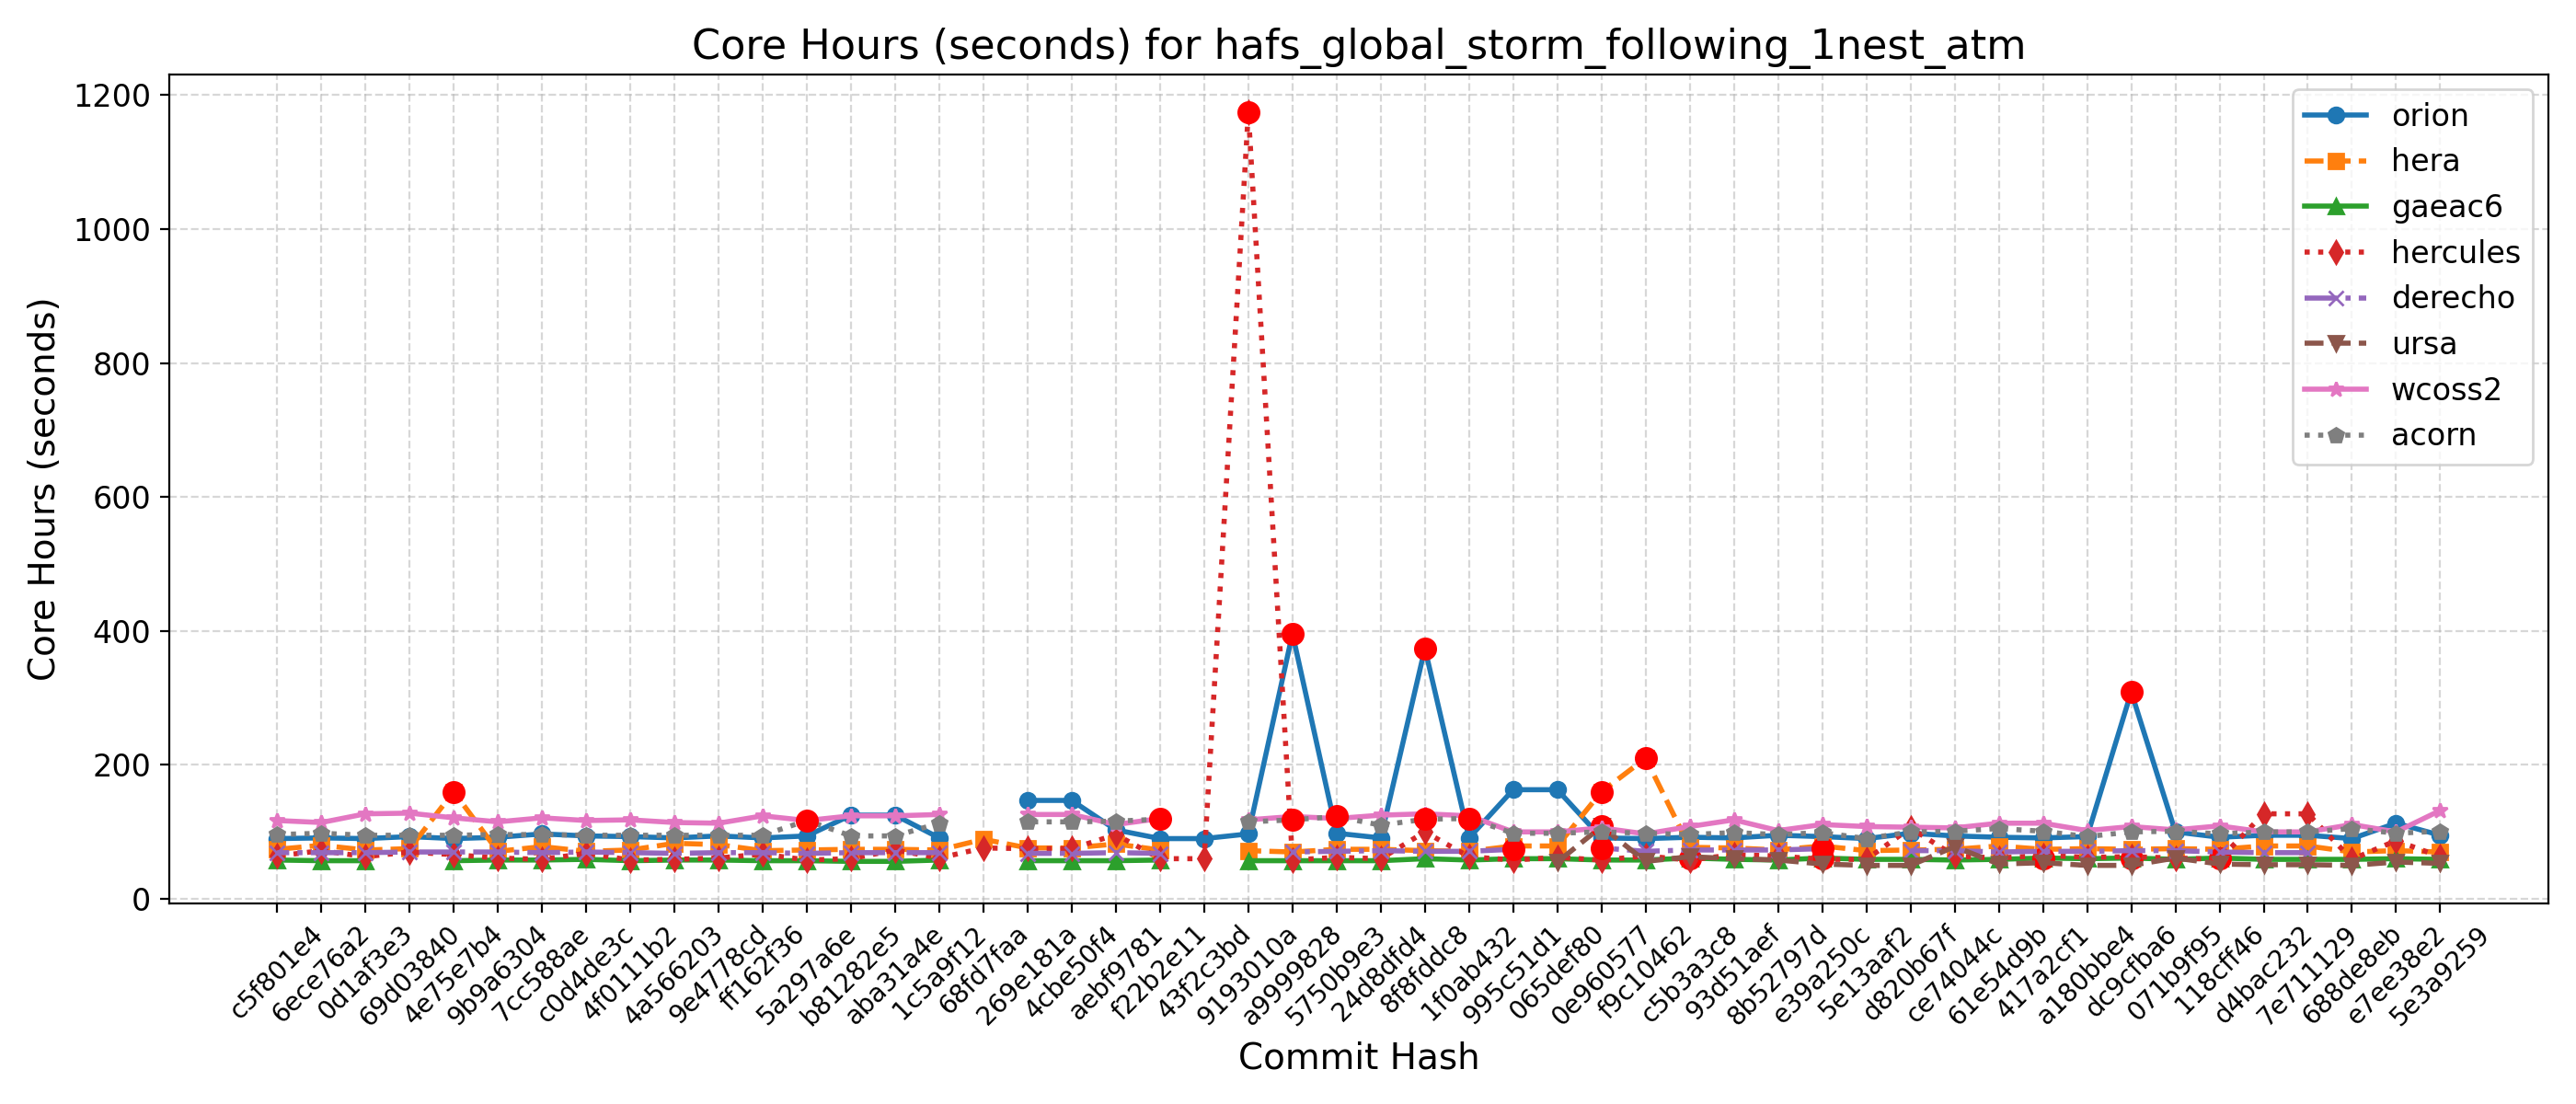 Core Hours (seconds) for hafs_global_storm_following_1nest_atm
Core Hours (seconds)
1200
1000
800
600
400
200
0
orion
hera
gaeac6
hercules
derecho
ursa
wcoss2
acorn
c5f801e4
6ece76a2
0d1af3e3
69d03840
4e75e7b4
9b9a6304
7cc588ae
c0d4de3c
4f0111b2
4a566203
9e4778cd
ff162f36
5a297a6e
b81282e5
aba31a4e
1c5a9f12
68fd7faa
269e181a
4cbe50f4
aebf9781
f22b2e11
43f2c3bd
9193010a
a9999828
5750b9e3
24d8dfd4
8f8fddc8
1f0ab432
995c51d1
065def80
0e960577
f9c10462
c5b3a3c8
93d51aef
8b52797d
e39a250c
5e13aaf2
d820b67f
ce74044c
61e54d9b
417a2cf1
a180bbe4
dc9cfba6
071b9f95
118cff46
d4bac232
7e711129
688de8eb
e7ee38e2
5e3a9259
Commit Hash